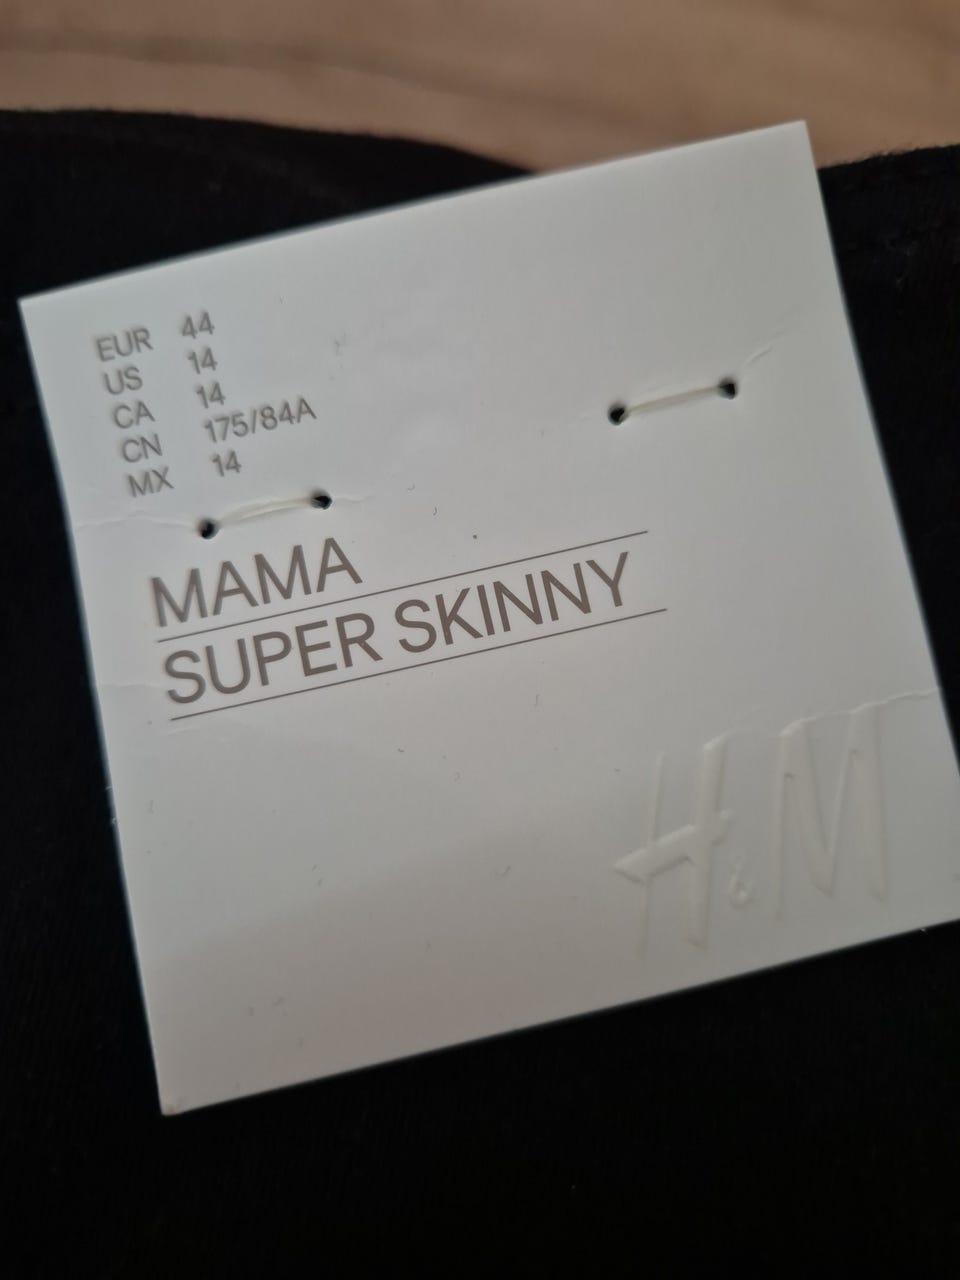 EUR 44
US 14
CA 14
CN 175/84A
MX 14
MAMA
SUPER SKINNY
H&M